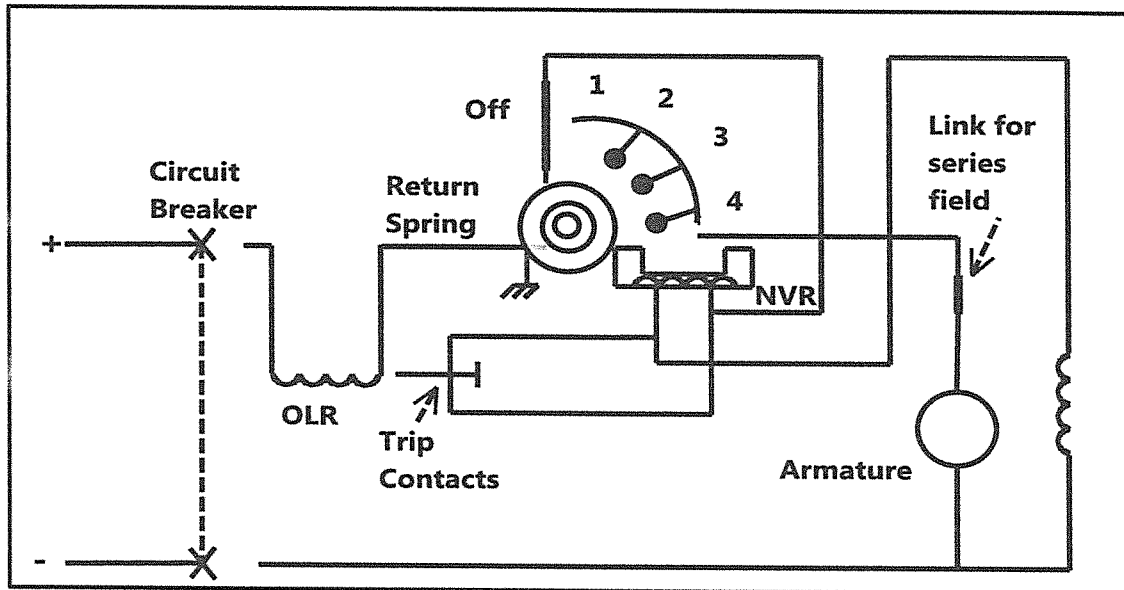 1
2
Off
3
Link for
series
field
Circuit
Breaker
Return
Spring
4
+
NVR
OLR
Trip
Contacts
Armature
-